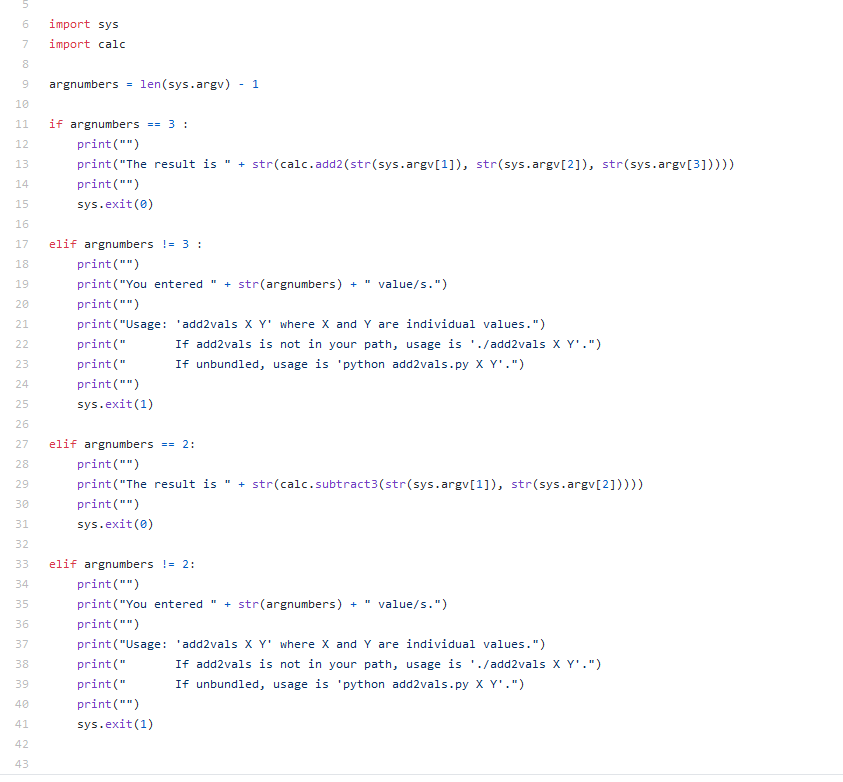 5
6 import sys
7 import calc
8
9 argnumbers = len(sys.argv) - 1
10
11 if argnumbers == 3 :
12     print("")
13     print("The result is " + str(calc.add2(str(sys.argv[1]), str(sys.argv[2]), str(sys.argv[3]))))
14     print("")
15     sys.exit(0)
16
17 elif argnumbers != 3 :
18     print("")
19     print("You entered " + str(argnumbers) + " value/s.")
20     print("")
21     print("Usage: 'add2vals X Y' where X and Y are individual values.")
22     print("       If add2vals is not in your path, usage is './add2vals X Y'.")
23     print("       If unbundled, usage is 'python add2vals.py X Y'.")
24     print("")
25     sys.exit(1)
26
27 elif argnumbers == 2:
28     print("")
29     print("The result is " + str(calc.subtract3(str(sys.argv[1]), str(sys.argv[2]))))
30     print("")
31     sys.exit(0)
32
33 elif argnumbers != 2:
34     print("")
35     print("You entered " + str(argnumbers) + " value/s.")
36     print("")
37     print("Usage: 'add2vals X Y' where X and Y are individual values.")
38     print("       If add2vals is not in your path, usage is './add2vals X Y'.")
39     print("       If unbundled, usage is 'python add2vals.py X Y'.")
40     print("")
41     sys.exit(1)
42
43